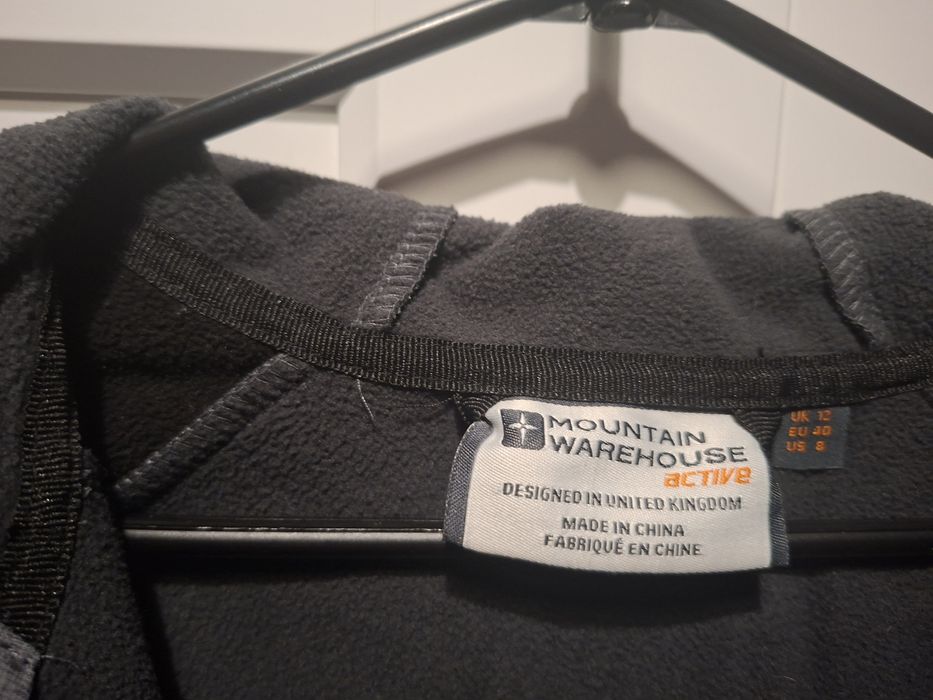 MOUNTAIN
WAREHOUSE
active
DESIGNED IN UNITED KINGDOM
MADE IN CHINA
FABRIQUÉ EN CHINE
UK 12
EU 40
US 8